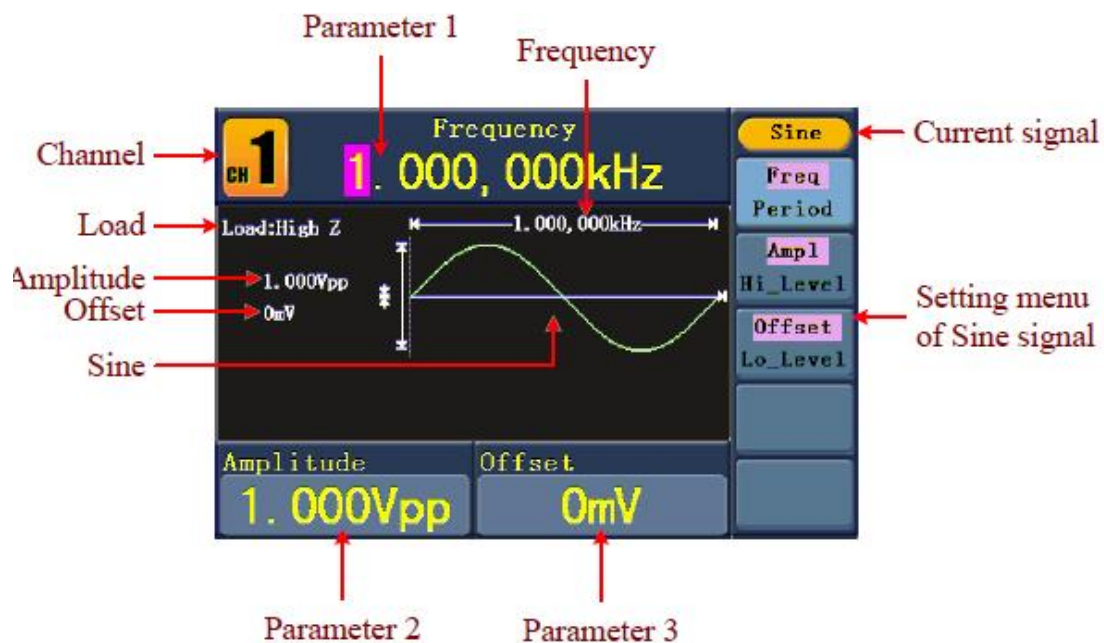 Parameter 1
Frequency
Channel
CH 1
Frequency
1.000,000kHz
Sine
Current signal
Freq
Period
Load
Load:High Z
1.000,000kHz
Ampl
Hi_Level
Amplitude
1.000Vpp
Offset
0mV
Offset
Lo_Level
Setting menu
of Sine signal
Sine
Amplitude
1.000Vpp
Offset
0mV
Parameter 2
Parameter 3